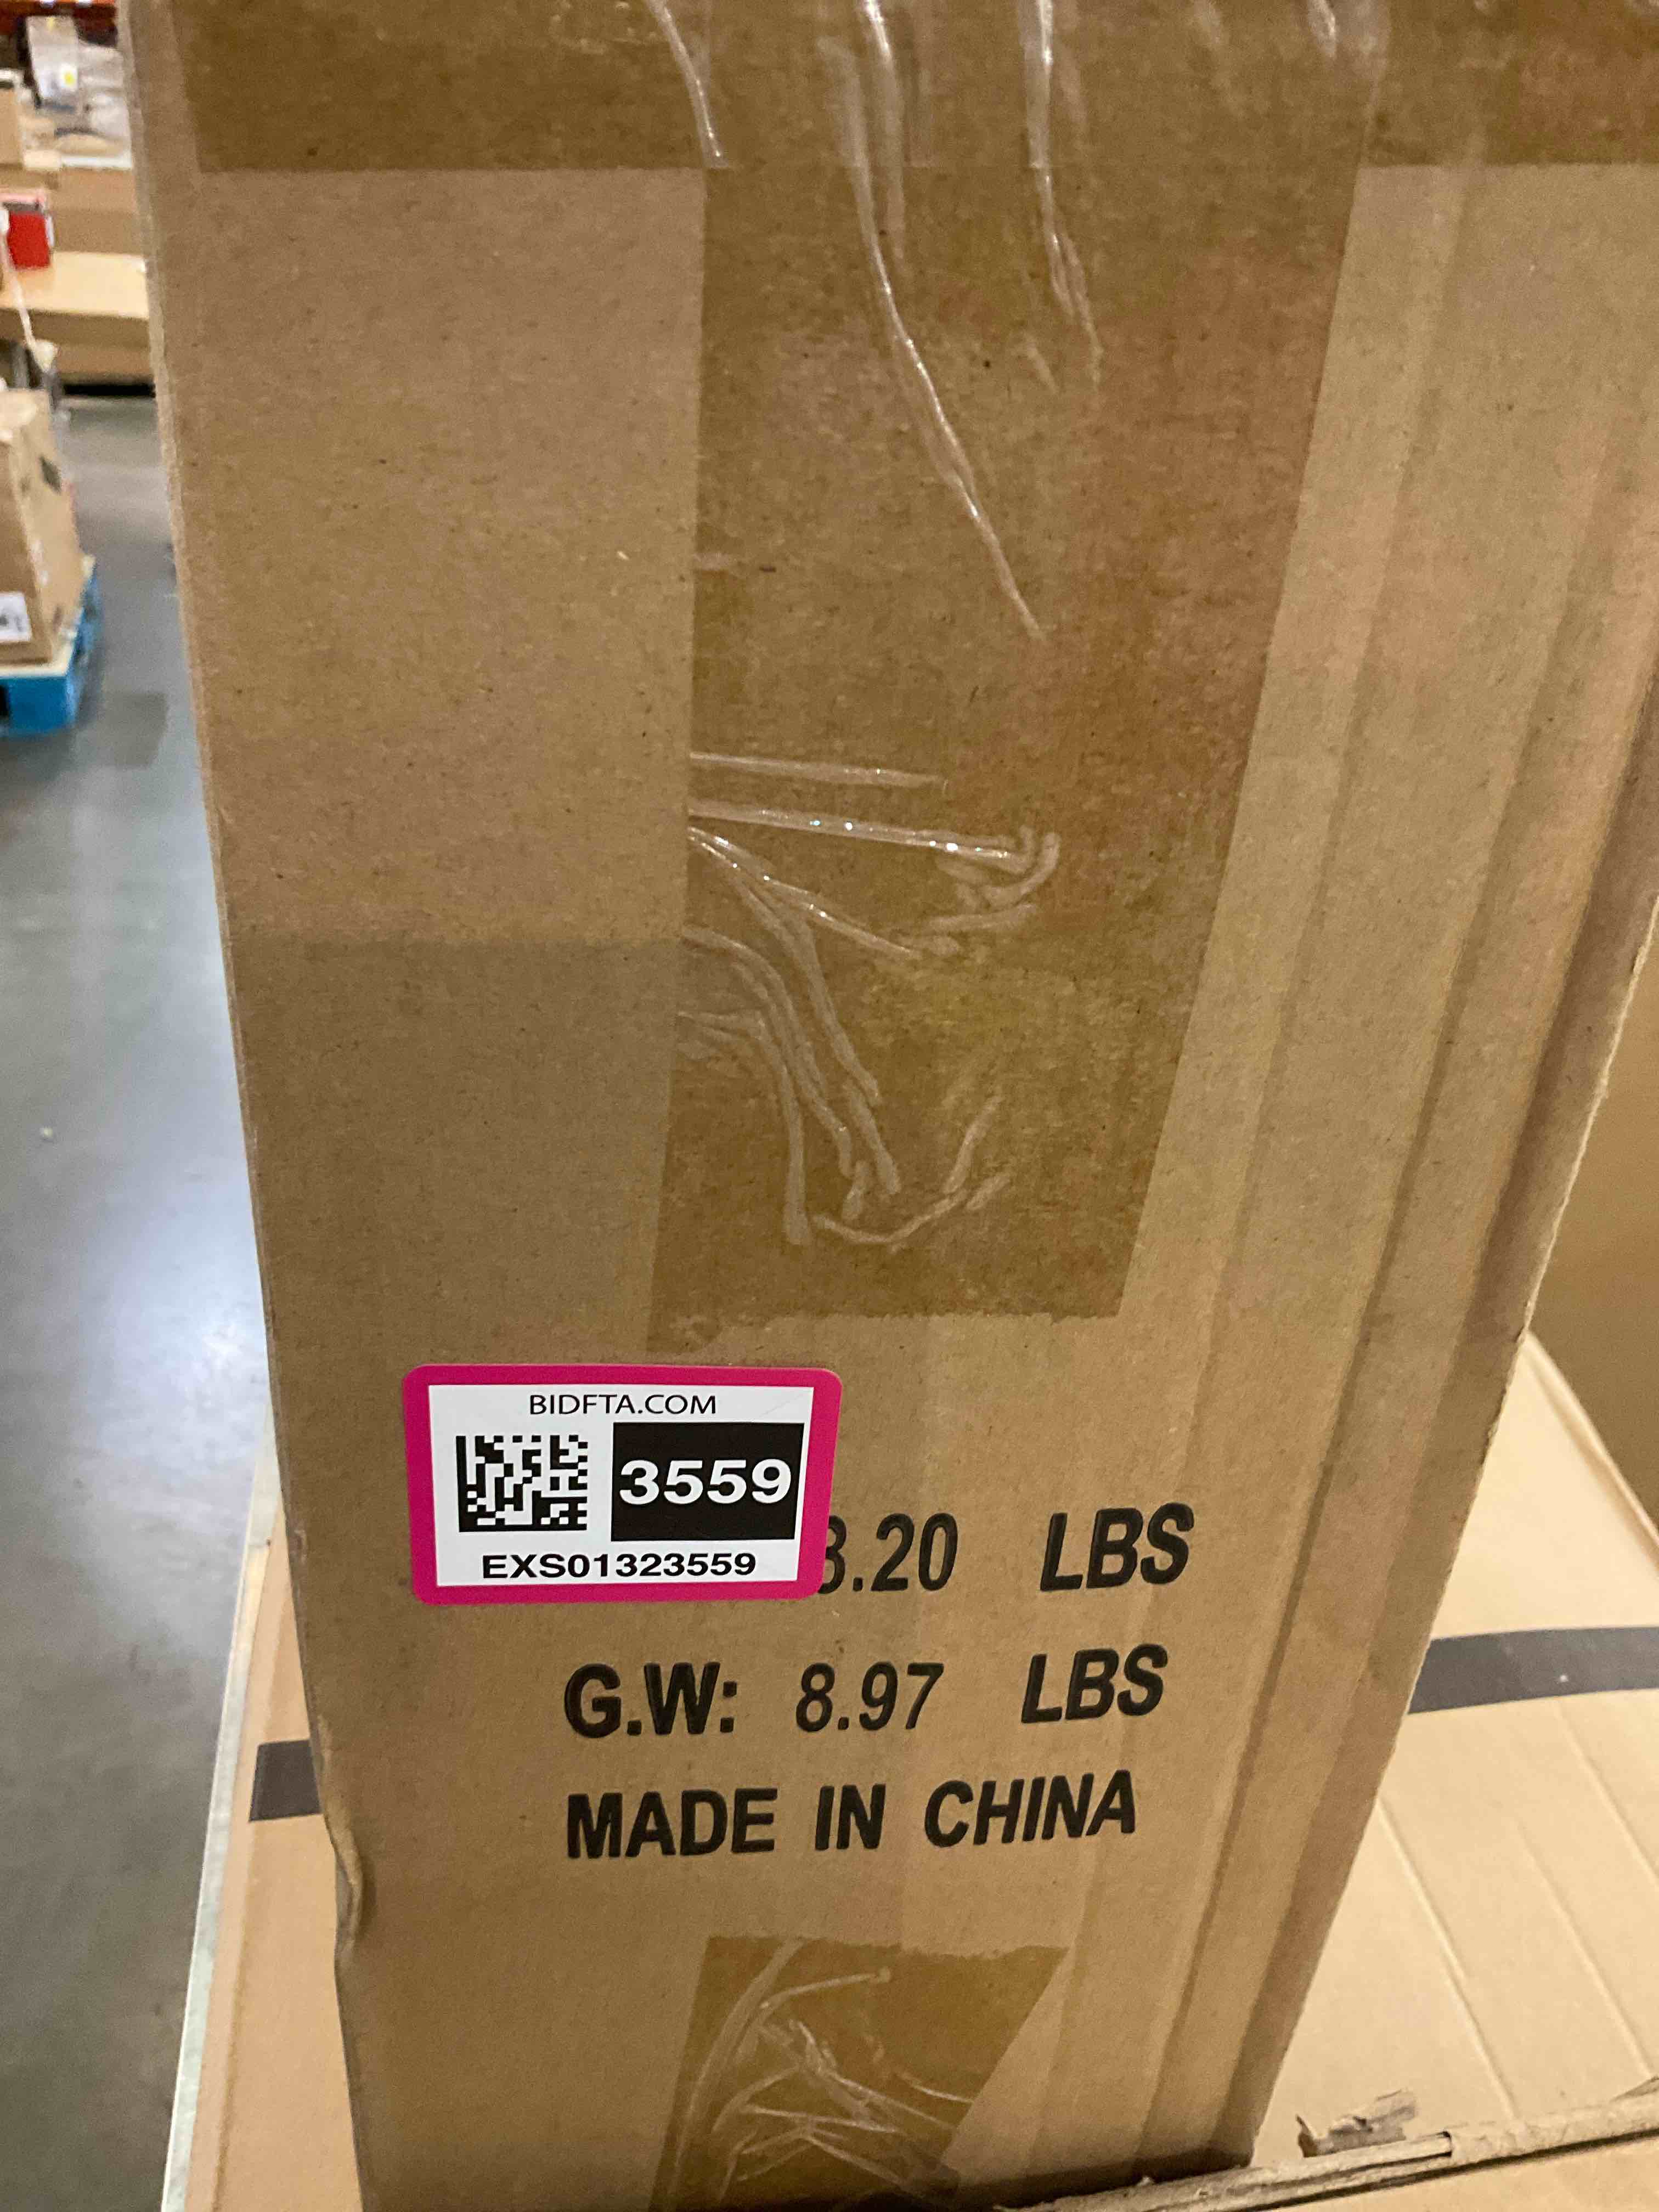 BIDFTA.COM
3559
EXS01323559
.20 LBS
G.W: 8.97 LBS
MADE IN CHINA